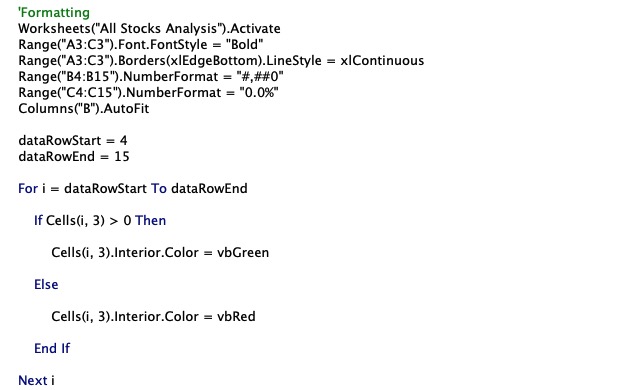 'Formatting
Worksheets("All Stocks Analysis").Activate
Range("A3:C3").Font.FontStyle = "Bold"
Range("A3:C3").Borders(xlEdgeBottom).LineStyle = xlContinuous
Range("B4:B15").NumberFormat = "#,##0"
Range("C4:C15").NumberFormat = "0.0%"
Columns("B").AutoFit
dataRowStart = 4
dataRowEnd = 15
For i = dataRowStart To dataRowEnd
If Cells(i, 3) > 0 Then
Cells(i, 3).Interior.Color = vbGreen
Else
Cells(i, 3).Interior.Color = vbRed
End If
Next i